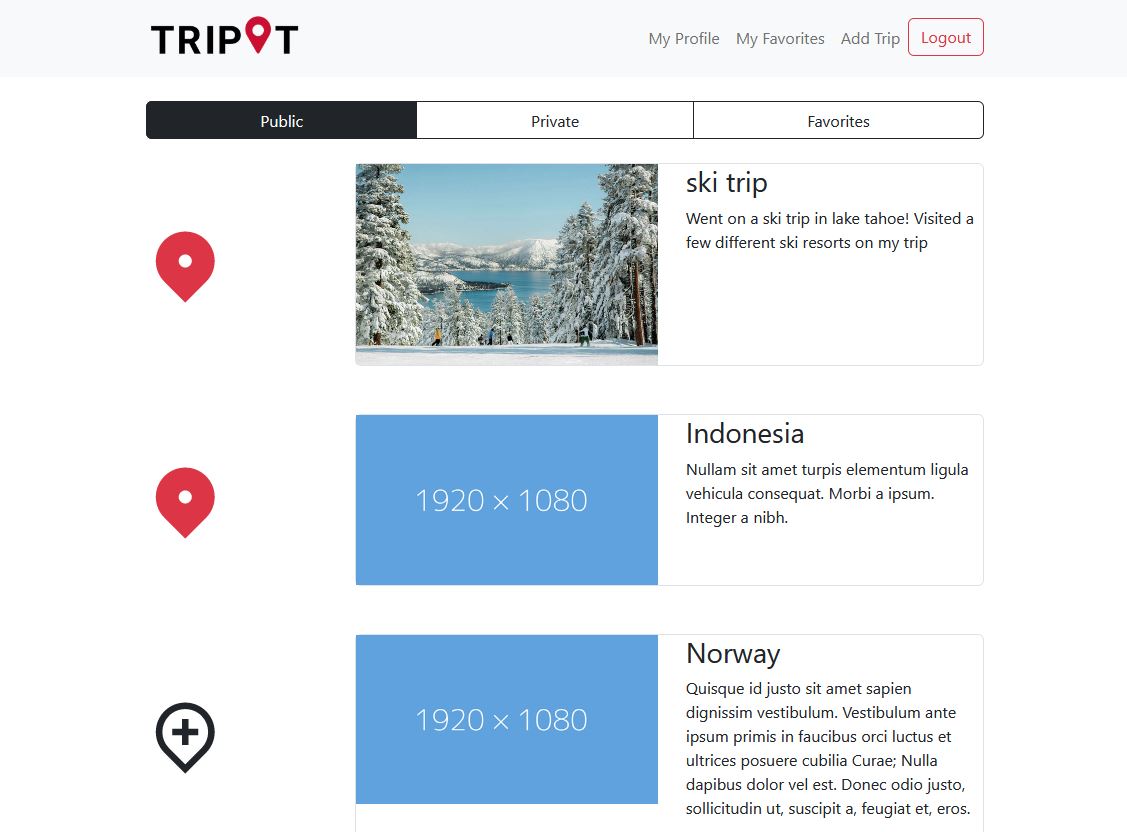 TRIPOT
My Profile
My Favorites
Add Trip
Logout
Public
Private
Favorites
ski trip
Went on a ski trip in lake tahoe! Visited a
few different ski resorts on my trip
1920 × 1080
Indonesia
Nullam sit amet turpis elementum ligula
vehicula consequat. Morbi a ipsum.
Integer a nibh.
1920 × 1080
Norway
Quisque id justo sit amet sapien
dignissim vestibulum. Vestibulum ante
ipsum primis in faucibus orci luctus et
ultrices posuere cubilia Curae; Nulla
dapibus dolor vel est. Donec odio justo,
sollicitudin ut, suscipit a, feugiat et, eros.